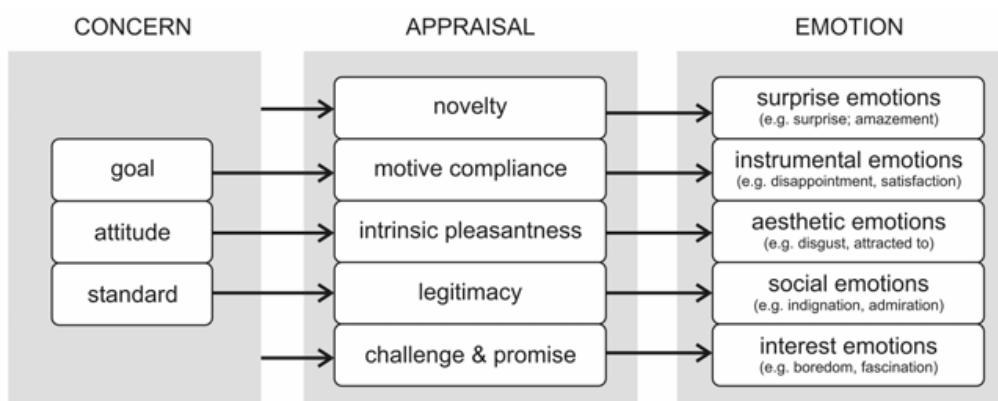 CONCERN
APPRAISAL
EMOTION
novelty
surprise emotions
(e.g. surprise; amazement)
goal
motive compliance
instrumental emotions
(e.g. disappointment, satisfaction)
attitude
intrinsic pleasantness
aesthetic emotions
(e.g. disgust, attracted to)
standard
legitimacy
social emotions
(e.g. indignation, admiration)
challenge & promise
interest emotions
(e.g. boredom, fascination)